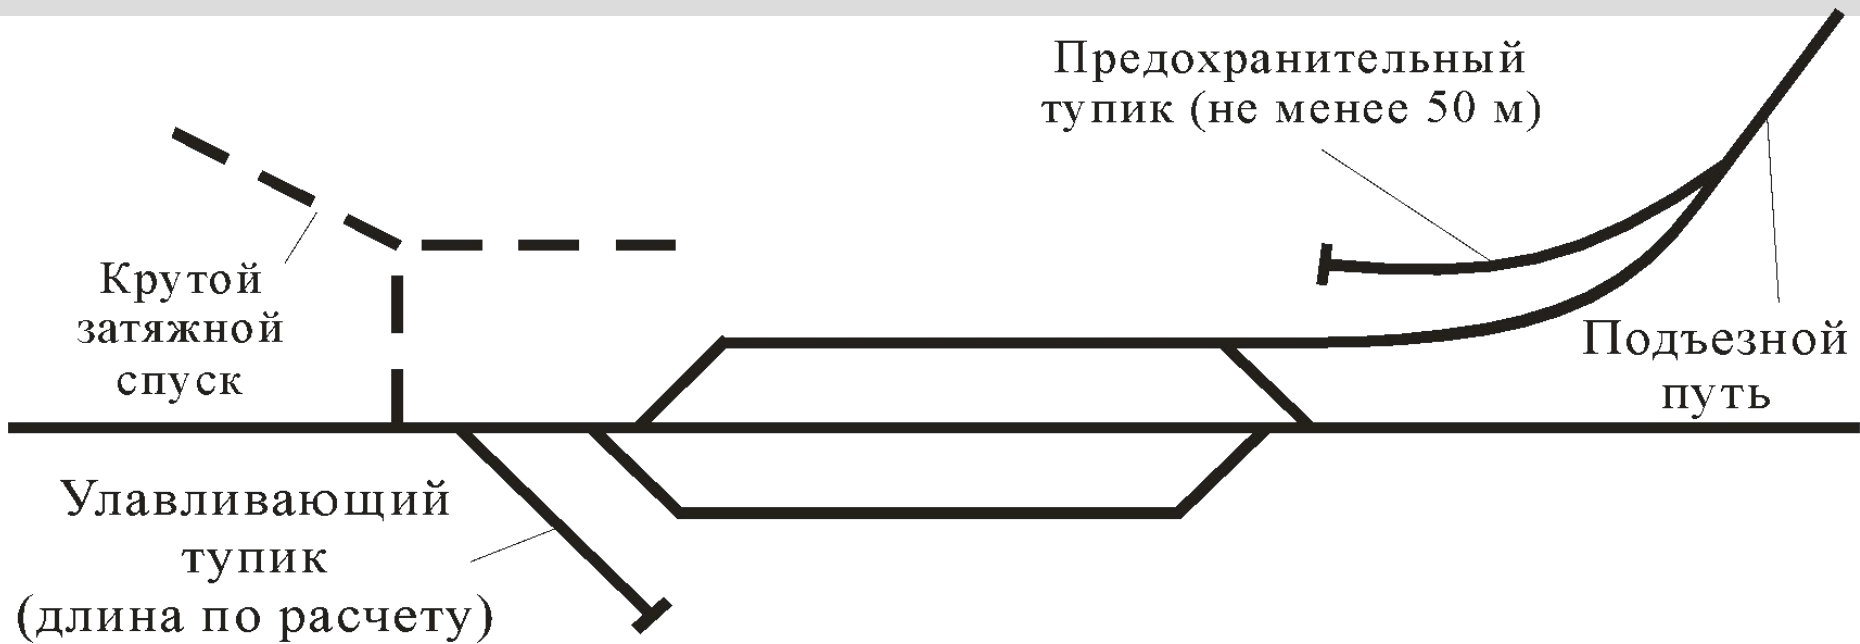 Предохранительный
тупик (не менее 50 м)
Крутой
затяжной
спуск
Подъезной
путь
Улавливающий
тупик
(длина по расчету)